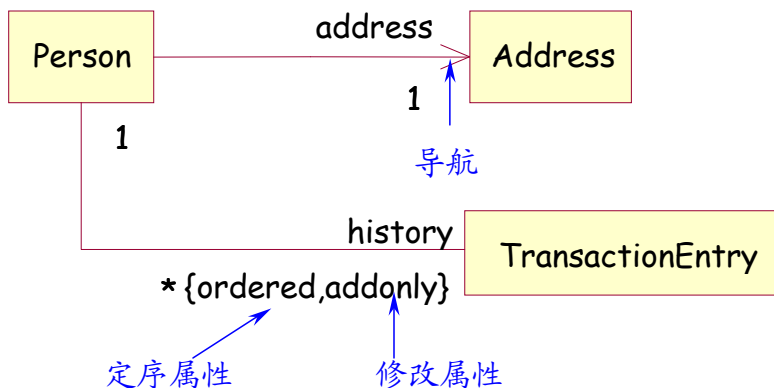 address
Person
Address
1
1
导航
history
TransactionEntry
* {ordered,addonly}
定序属性
修改属性